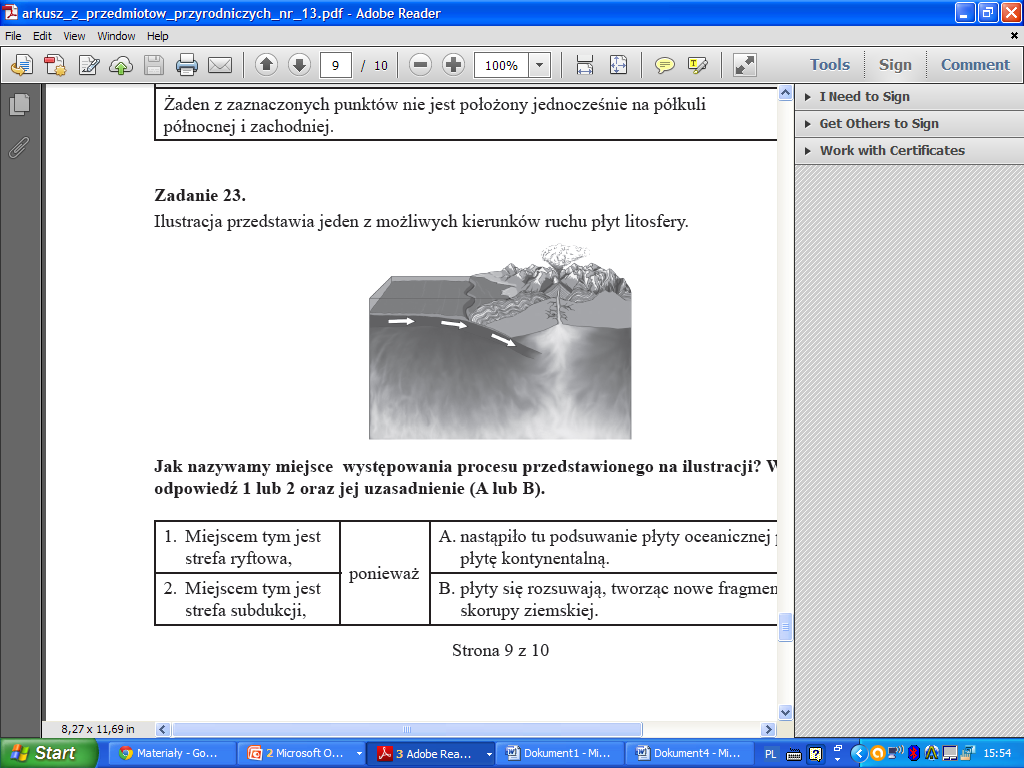 arkusz_z_przedmiotow_przyrodniczych_nr_13.pdf - Adobe Reader
File Edit View Window Help
9 / 10 100% Tools Sign Comment
Żaden z zaznaczonych punktów nie jest położony jednocześnie na półkuli
północnej i zachodniej.
I Need to Sign
Get Others to Sign
Work with Certificates
Zadanie 23.
Ilustracja przedstawia jeden z możliwych kierunków ruchu płyt litosfery.
Jak nazywamy miejsce występowania procesu przedstawionego na ilustracji? W
odpowiedź 1 lub 2 oraz jej uzasadnienie (A lub B).
1. Miejscem tym jest
strefa ryftowa,
2. Miejscem tym jest
strefa subdukcji,
ponieważ
A. nastąpiło tu podsuwanie płyty oceanicznej
płytę kontynentalną.
B. płyty się rozsuwają, tworząc nowe fragmen
skorupy ziemskiej.
Strona 9 z 10
8,27 x 11,69 in
Start Materiały - Go... 2 Microsoft O... 3 Adobe Rea... Dokument1 - Mi... Dokument4 - Mi... PL 15:54